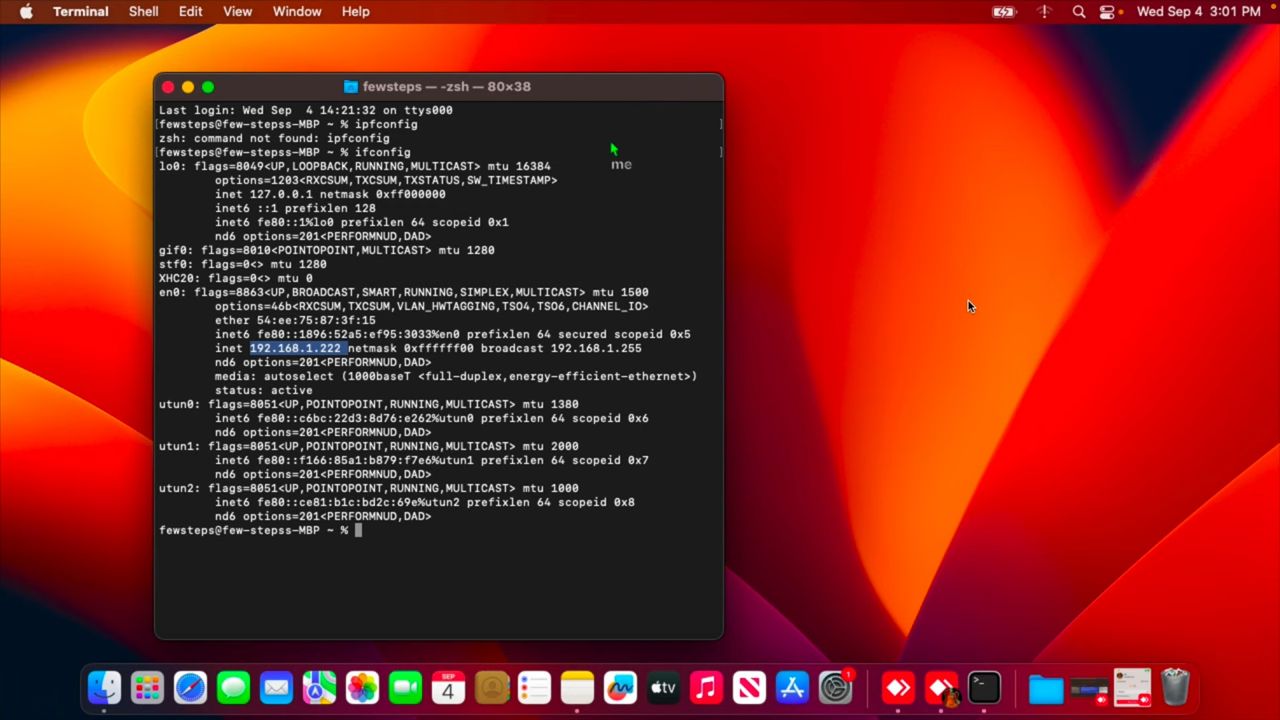 Terminal Shell Edit View Window Help Wed Sep 4 3:01 PM
fewsteps — -zsh — 80×38
Last login: Wed Sep  4 14:21:32 on ttys000
[fewsteps@few-stepss-MBP ~ % ipfconfig ]
zsh: command not found: ipfconfig
[fewsteps@few-stepss-MBP ~ % ifconfig ]
me
lo0: flags=8049<UP,LOOPBACK,RUNNING,MULTICAST> mtu 16384
options=1203<RXCSUM,TXCSUM,TXSTATUS,SW_TIMESTAMP>
inet 127.0.0.1 netmask 0xff000000
inet6 ::1 prefixlen 128
inet6 fe80::1%lo0 prefixlen 64 scopeid 0x1
nd6 options=201<PERFORMNUD,DAD>
gif0: flags=8010<POINTOPOINT,MULTICAST> mtu 1280
stf0: flags=0<> mtu 1280
XHC20: flags=0<> mtu 0
en0: flags=8863<UP,BROADCAST,SMART,RUNNING,SIMPLEX,MULTICAST> mtu 1500
options=46b<RXCSUM,TXCSUM,VLAN_HWTAGGING,TSO4,TSO6,CHANNEL_IO>
ether 54:ee:75:87:3f:15
inet6 fe80::1896:52a5:ef95:3033%en0 prefixlen 64 secured scopeid 0x5
inet 192.168.1.222 netmask 0xffffff00 broadcast 192.168.1.255
nd6 options=201<PERFORMNUD,DAD>
media: autoselect (1000baseT <full-duplex,energy-efficient-ethernet>)
status: active
utun0: flags=8051<UP,POINTOPOINT,RUNNING,MULTICAST> mtu 1380
inet6 fe80::c6bc:22d3:8d76:e262%utun0 prefixlen 64 scopeid 0x6
nd6 options=201<PERFORMNUD,DAD>
utun1: flags=8051<UP,POINTOPOINT,RUNNING,MULTICAST> mtu 2000
inet6 fe80::f166:85a1:b879:f7e6%utun1 prefixlen 64 scopeid 0x7
nd6 options=201<PERFORMNUD,DAD>
utun2: flags=8051<UP,POINTOPOINT,RUNNING,MULTICAST> mtu 1000
inet6 fe80::ce81:b1c:bd2c:69e%utun2 prefixlen 64 scopeid 0x8
nd6 options=201<PERFORMNUD,DAD>
fewsteps@few-stepss-MBP ~ %
SEP
4
tv
1
>_